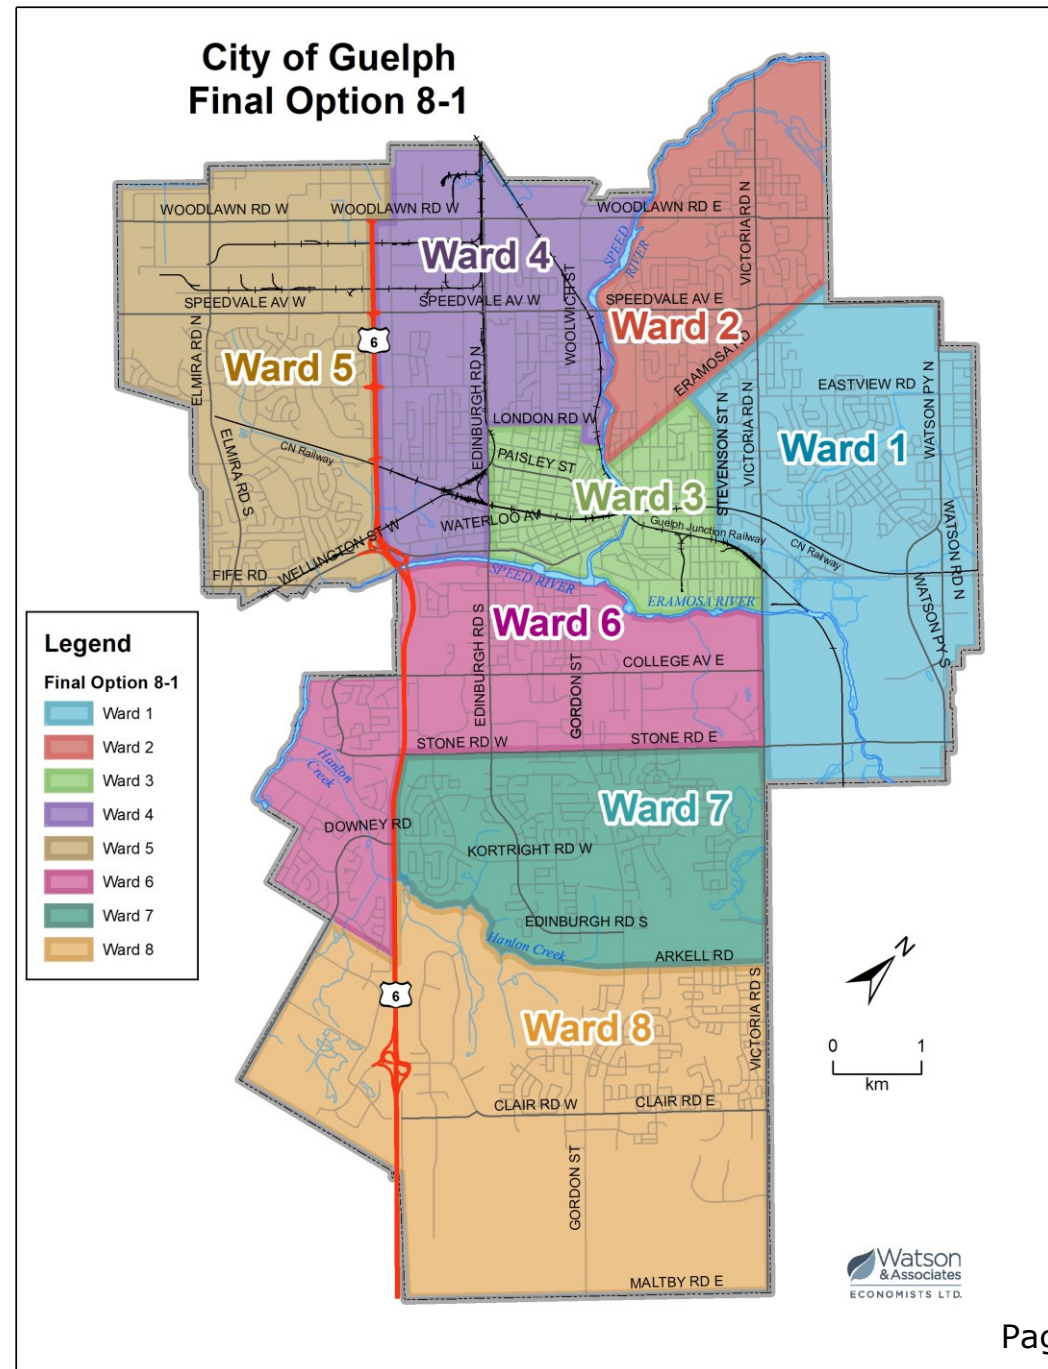 City of Guelph
Final Option 8-1
WOODLAWN RD W
WOODLAWN RD W
WOODLAWN RD E
SPEED
RIVER
VICTORIA RD N
Ward 4
WOOLWICH ST
SPEEDVALE AV W
SPEEDVALE AV W
SPEEDVALE AV E
Ward 2
6
ELMIRA RD N
Ward 5
EDINBURGH RD N
ERAMOSA RD
EASTVIEW RD
WATSON PY N
LONDON RD W
STEVENSON ST N
VICTORIA RD N
Ward 1
ELMIRA RD S
CN Railway
PAISLEY ST
Ward 3
WATERLOO AV
Guelph Junction Railway
CN Railway
WATSON RD N
WELLINGTON ST W
FIFE RD
SPEED RIVER
ERAMOSA RIVER
WATSON PY S
Ward 6
EDINBURGH RD S
GORDON ST
COLLEGE AV E
STONE RD W
STONE RD E
Hanlon
Creek
Ward 7
DOWNEY RD
KORTRIGHT RD W
EDINBURGH RD S
Hanlon Creek
ARKELL RD
6
Ward 8
VICTORIA RD S
CLAIR RD W
CLAIR RD E
GORDON ST
MALTBY RD E
Legend
Final Option 8-1
Ward 1
Ward 2
Ward 3
Ward 4
Ward 5
Ward 6
Ward 7
Ward 8
N
0 1
km
Watson
& Associates
ECONOMISTS LTD.
Pag